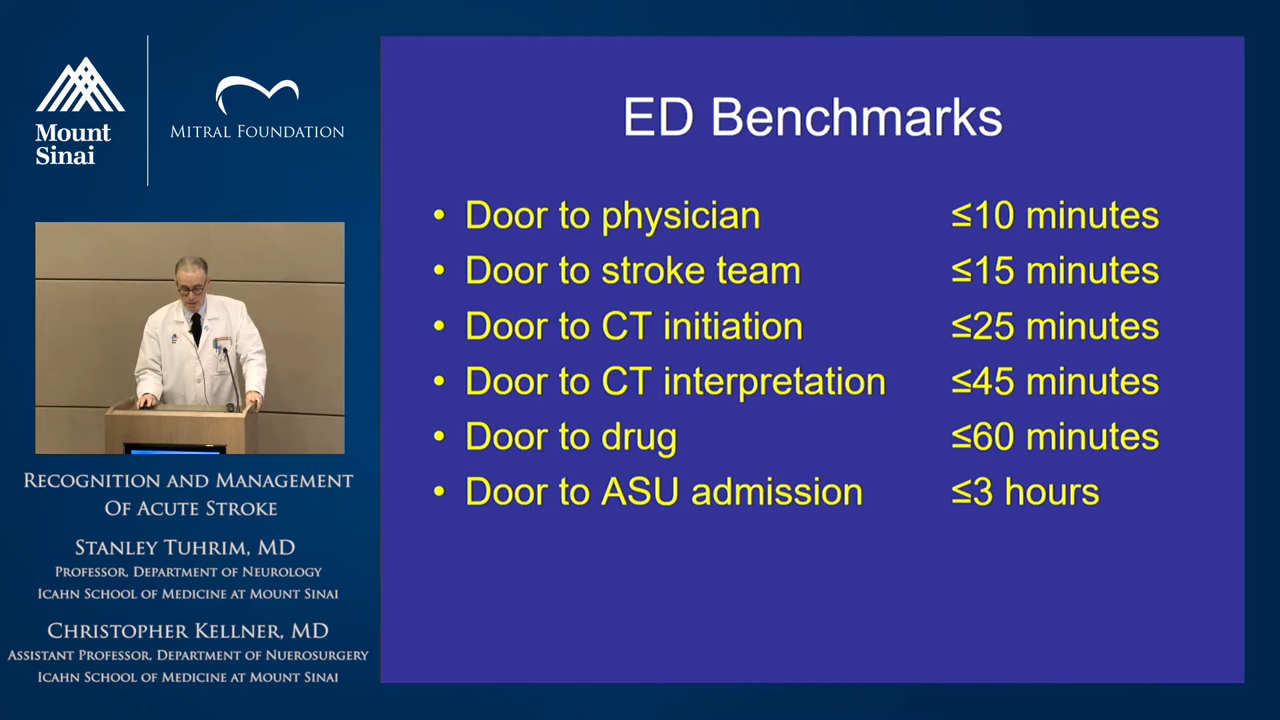 Mount
Sinai
Mitral Foundation
Recognition and Management
Of Acute Stroke
Stanley Tuhrim, MD
Professor, Department of Neurology
Icahn School of Medicine at Mount Sinai
Christopher Kellner, MD
Assistant Professor, Department of Nuerosurgery
Icahn School of Medicine at Mount Sinai
ED Benchmarks
• Door to physician ≤10 minutes
• Door to stroke team ≤15 minutes
• Door to CT initiation ≤25 minutes
• Door to CT interpretation ≤45 minutes
• Door to drug ≤60 minutes
• Door to ASU admission ≤3 hours